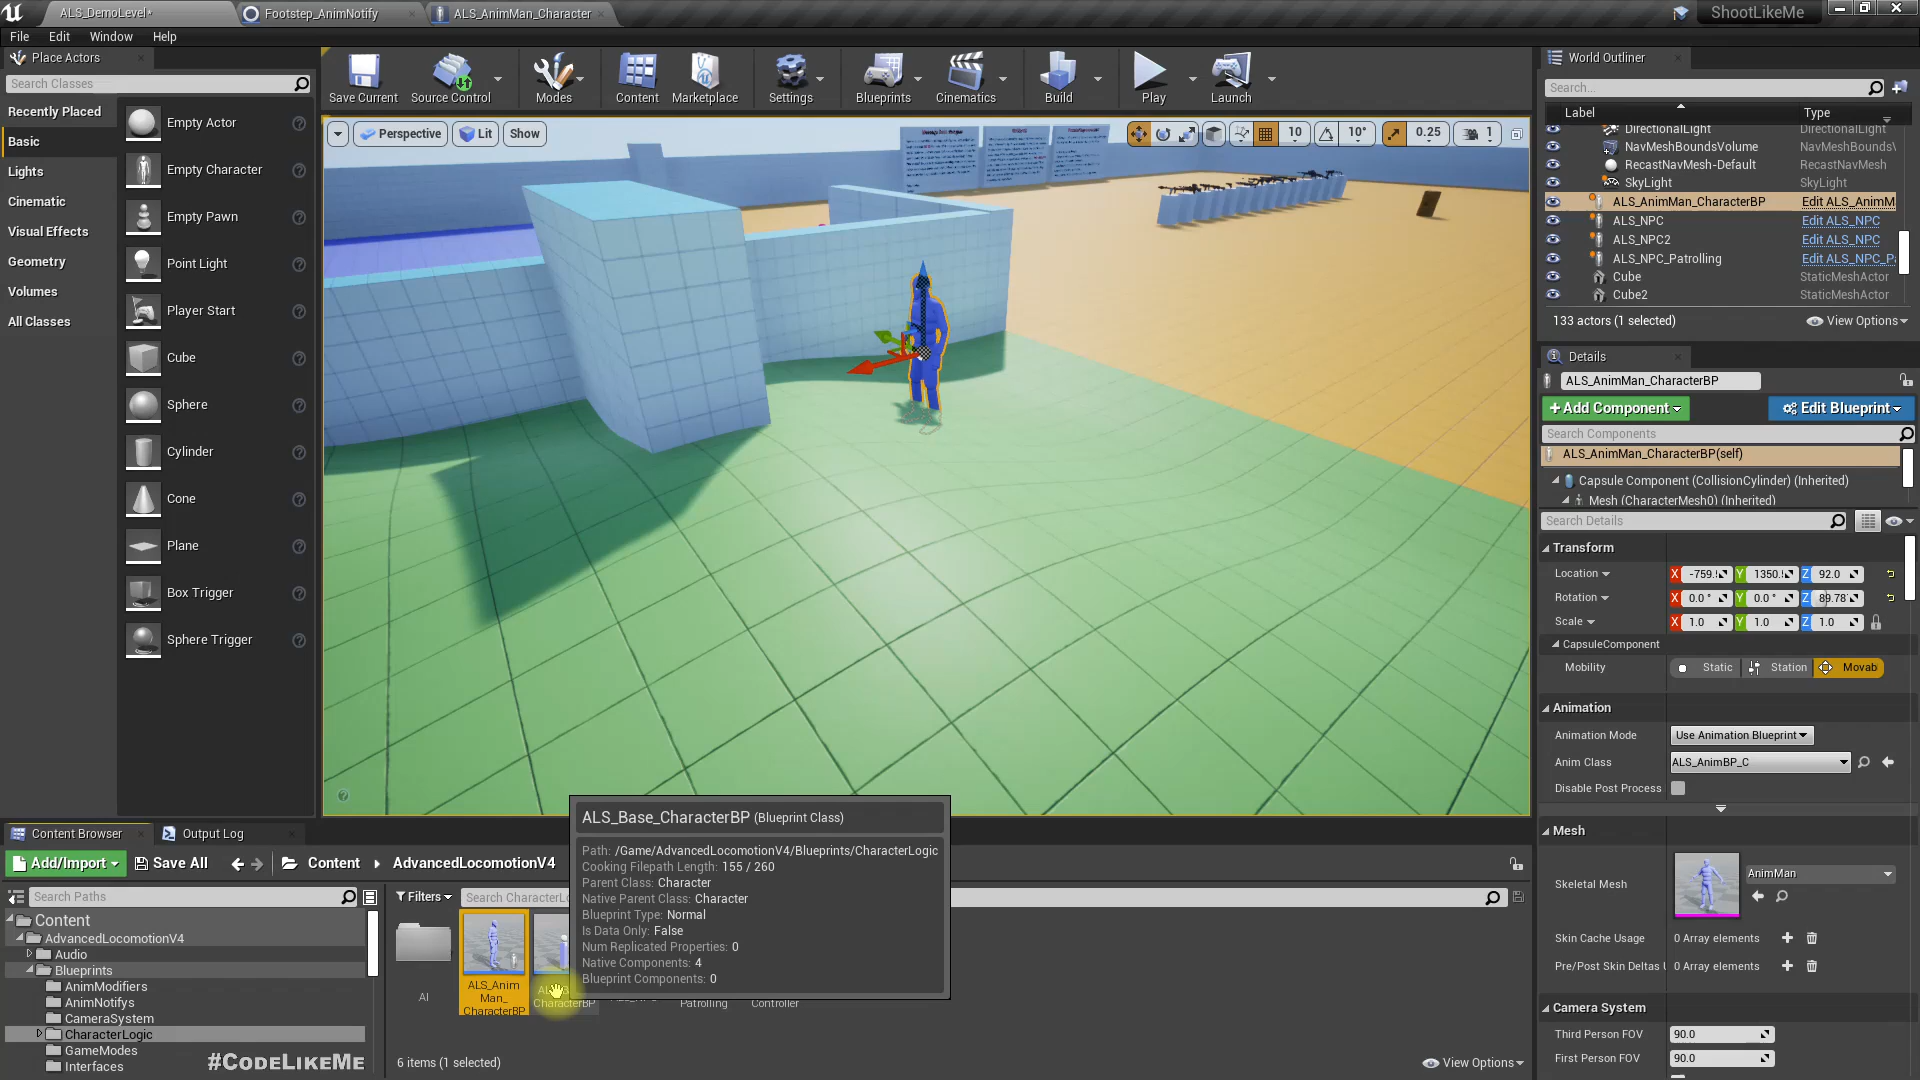 ALS_DemoLevel*
Footstep_AnimNotify
ALS_AnimMan_Character
ShootLikeMe
File
Edit
Window
Help
Place Actors
Search Classes
Recently Placed
Basic
Lights
Cinematic
Visual Effects
Geometry
Volumes
All Classes
Empty Actor
Empty Character
Empty Pawn
Point Light
Player Start
Cube
Sphere
Cylinder
Cone
Plane
Box Trigger
Sphere Trigger
Save Current
Source Control
Modes
Content
Marketplace
Settings
Blueprints
Cinematics
Build
Play
Launch
Perspective
Lit
Show
10
10°
0.25
1
World Outliner
Search...
Label
Type
DirectionalLight
DirectionalLight
NavMeshBoundsVolume
NavMeshBoundsV
RecastNavMesh-Default
RecastNavMesh
SkyLight
SkyLight
ALS_AnimMan_CharacterBP
Edit ALS_AnimM
ALS_NPC
Edit ALS_NPC
ALS_NPC2
Edit ALS_NPC
ALS_NPC_Patrolling
Edit ALS_NPC_P
Cube
StaticMeshActor
Cube2
StaticMeshActor
133 actors (1 selected)
View Options
Details
ALS_AnimMan_CharacterBP
+Add Component
Edit Blueprint
Search Components
ALS_AnimMan_CharacterBP(self)
Capsule Component (CollisionCylinder) (Inherited)
Mesh (CharacterMesh0) (Inherited)
Search Details
Transform
Location
X -759.
Y 1350.
Z 92.0
Rotation
X 0.0 °
Y 0.0 °
Z 89.78
Scale
X 1.0
Y 1.0
Z 1.0
CapsuleComponent
Mobility
Static
Station
Movab
Animation
Animation Mode
Use Animation Blueprint
Anim Class
ALS_AnimBP_C
Disable Post Process
Mesh
Skeletal Mesh
AnimMan
Skin Cache Usage
0 Array elements
Pre/Post Skin Deltas
0 Array elements
Camera System
Third Person FOV
90.0
First Person FOV
90.0
Content Browser
Output Log
Add/Import
Save All
Content
AdvancedLocomotionV4
Search Paths
Filters
Search CharacterLo
Content
AdvancedLocomotionV4
Audio
Blueprints
AnimModifiers
AnimNotifys
CameraSystem
CharacterLogic
GameModes
Interfaces
AI
ALS_Anim
Man_
CharacterBP
CharacterBP
Patrolling
Controller
6 items (1 selected)
View Options
#CODELIKEME
ALS_Base_CharacterBP (Blueprint Class)
Path: /Game/AdvancedLocomotionV4/Blueprints/CharacterLogic
Cooking Filepath Length: 155 / 260
Parent Class: Character
Native Parent Class: Character
Blueprint Type: Normal
Is Data Only: False
Num Replicated Properties: 0
Native Components: 4
Blueprint Components: 0